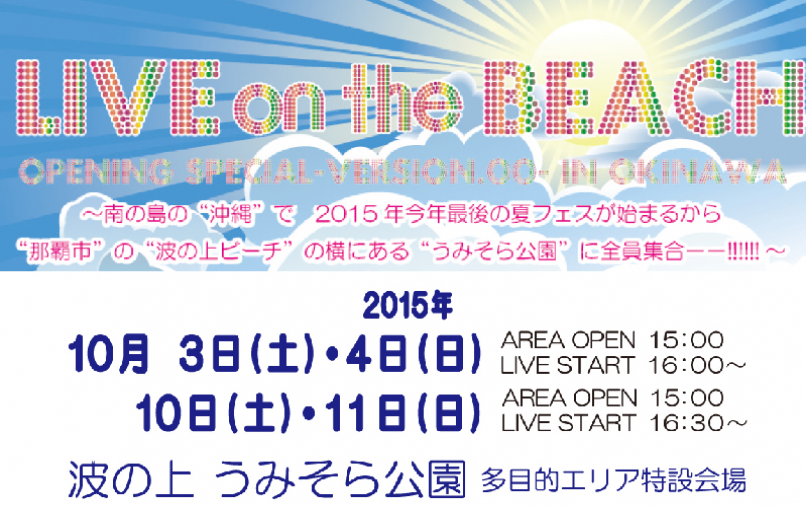 LIVE on the BEACH
OPENING SPECIAL-VERSION.00- IN OKINAWA
～南の島の“沖縄”で 2015年今年最後の夏フェスが始まるから
“那覇市”の“波の上ビーチ”の横にある“うみそら公園”に全員集合ーー!!!!!!～
2015年
10月 3日(土)・4日(日) AREA OPEN 15:00
LIVE START 16:00～
10日(土)・11日(日) AREA OPEN 15:00
LIVE START 16:30～
波の上 うみそら公園 多目的エリア特設会場